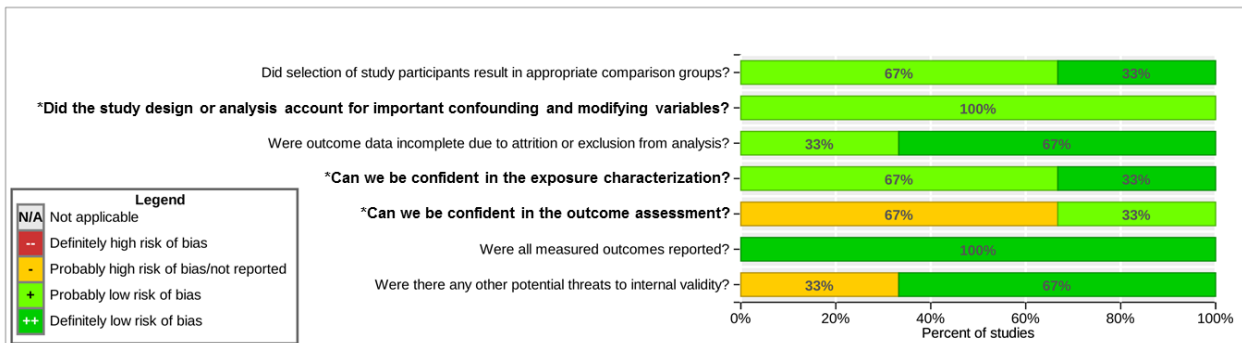 Did selection of study participants result in appropriate comparison groups?
67%
33%
*Did the study design or analysis account for important confounding and modifying variables?
100%
Were outcome data incomplete due to attrition or exclusion from analysis?
33%
67%
*Can we be confident in the exposure characterization?
67%
33%
*Can we be confident in the outcome assessment?
67%
33%
Were all measured outcomes reported?
100%
Were there any other potential threats to internal validity?
33%
67%
0%
20%
40%
60%
80%
100%
Percent of studies
Legend
N/A Not applicable
-- Definitely high risk of bias
- Probably high risk of bias/not reported
+ Probably low risk of bias
++ Definitely low risk of bias